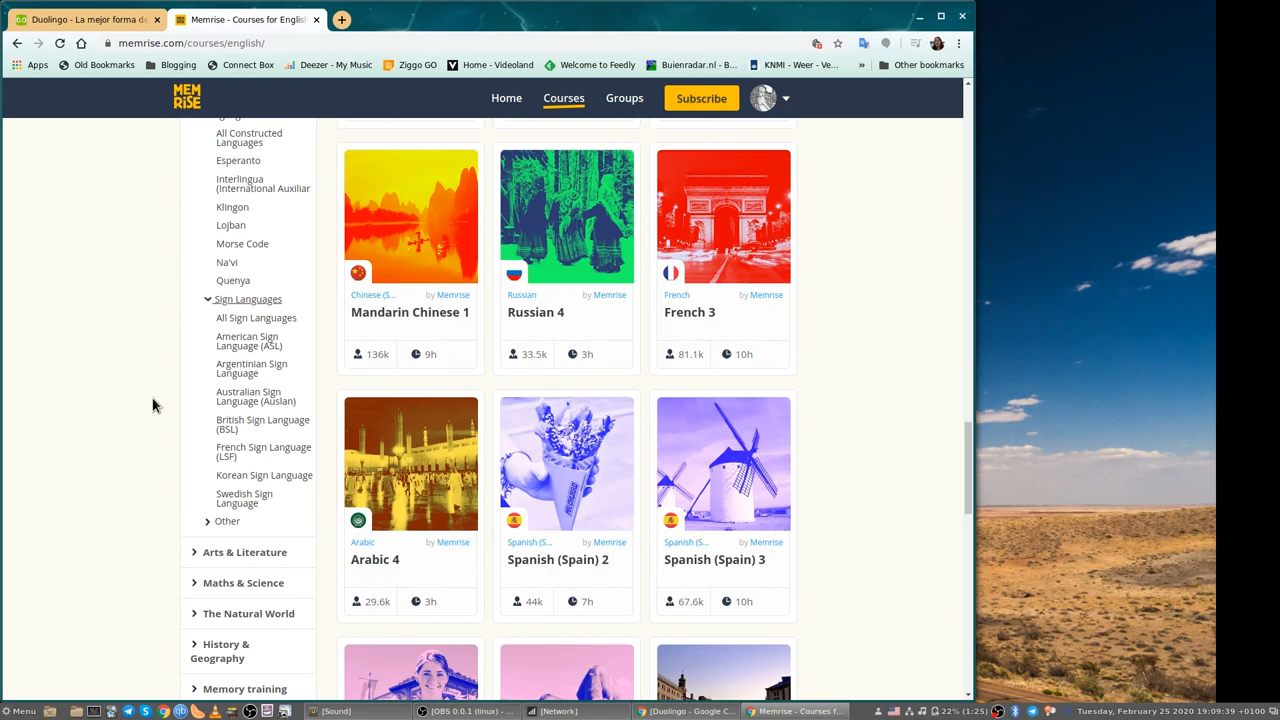 Duolingo - La mejor forma de
Memrise - Courses for English
memrise.com/courses/english/
Apps
Old Bookmarks
Blogging
Connect Box
Deezer - My Music
Ziggo GO
Home - Videoland
Welcome to Feedly
Buienradar.nl - B...
KNMI - Weer - Ve...
Other bookmarks
MEM
RiSE
Home
Courses
Groups
Subscribe
All Constructed
Languages
Esperanto
Interlingua
(International Auxiliar
Klingon
Lojban
Morse Code
Na'vi
Quenya
Sign Languages
All Sign Languages
American Sign
Language (ASL)
Argentinian Sign
Language
Australian Sign
Language (Auslan)
British Sign Language
(BSL)
French Sign Language
(LSF)
Korean Sign Language
Swedish Sign
Language
Other
Arts & Literature
Maths & Science
The Natural World
History &
Geography
Memory training
Chinese (S... by Memrise
Mandarin Chinese 1
136k 9h
Russian by Memrise
Russian 4
33.5k 3h
French by Memrise
French 3
81.1k 10h
Arabic by Memrise
Arabic 4
29.6k 3h
Spanish (S... by Memrise
Spanish (Spain) 2
44k 7h
Spanish (S... by Memrise
Spanish (Spain) 3
67.6k 10h
Menu
[Sound]
[OBS 0.0.1 (linux) - ...
[Network]
[Duolingo - Google C...
Memrise - Courses f...
22% (1:25)
Tuesday, February 25 2020 19:09:39 +0100